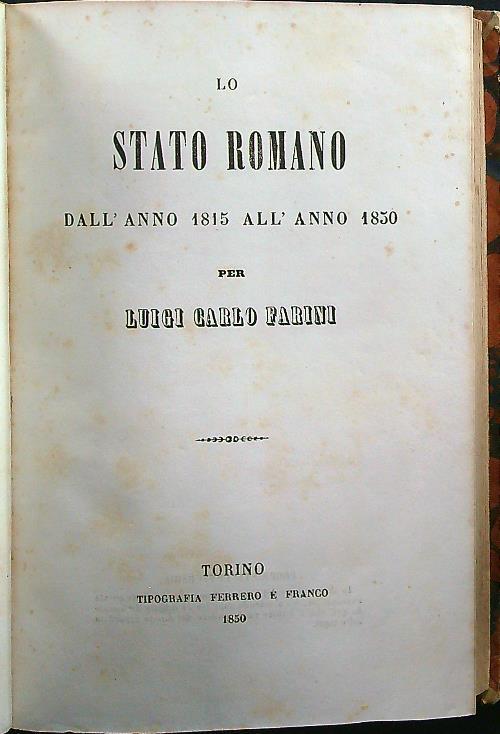 LO
STATO ROMANO
DALL' ANNO 1815 ALL' ANNO 1850
PER
LUIGI CARLO FARINI
TORINO
TIPOGRAFIA FERRERO E FRANCO
1850